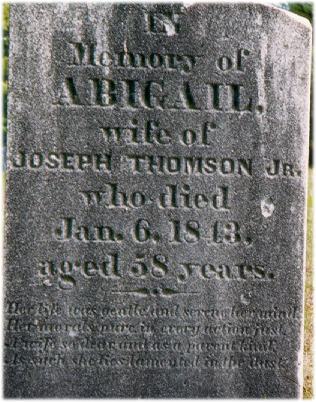 IN
Memory of
ABIGAIL,
wife of
JOSEPH THOMSON JR.
who died
Jan. 6, 1843,
aged 58 years.
Her life was gentle and serene her mind
Her morals pure in every action just,
A wife so dear and as a parent kind,
As such she lies lamented in the dust.